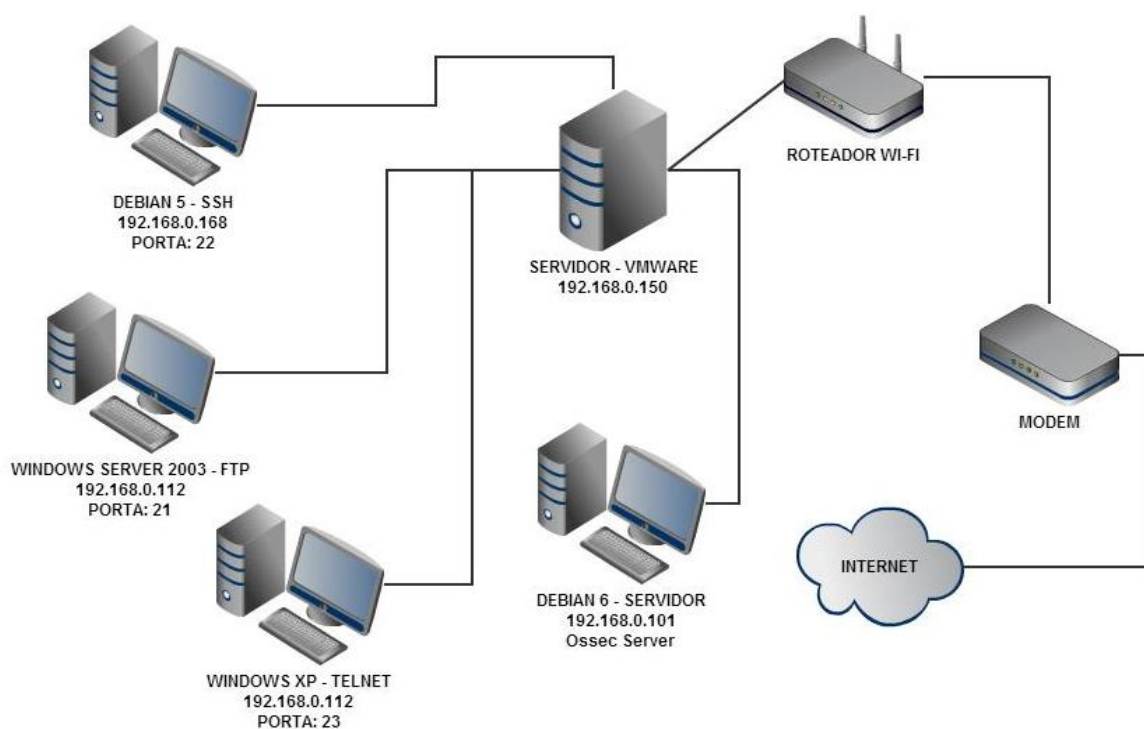 ROTEADOR WI-FI
DEBIAN 5 - SSH
192.168.0.168
PORTA: 22
SERVIDOR - VMWARE
192.168.0.150
MODEM
WINDOWS SERVER 2003 - FTP
192.168.0.112
PORTA: 21
INTERNET
DEBIAN 6 - SERVIDOR
192.168.0.101
Ossec Server
WINDOWS XP - TELNET
192.168.0.112
PORTA: 23